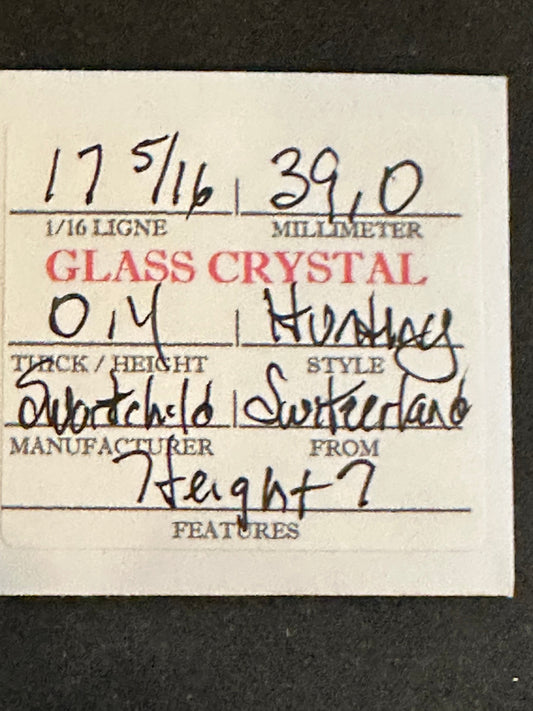 17 5/16 39,0
1/16 LIGNE MILLIMETER
GLASS CRYSTAL
0,4 Hunting
THICK / HEIGHT STYLE
Swartchild Switzerland
MANUFACTURER FROM
?Height?
FEATURES